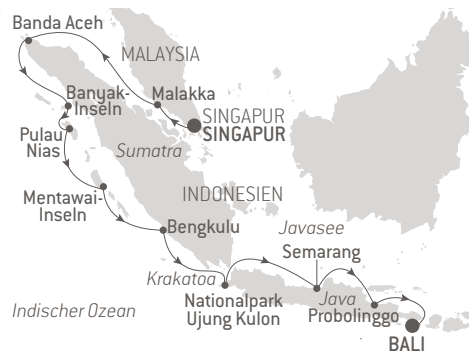 Banda Aceh
MALAYSIA
Banyak-
Inseln
Malakka
SINGAPUR
SINGAPUR
Pulau
Nias
Sumatra
Mentawai-
Inseln
INDONESIEN
Bengkulu
Javasee
Semarang
Krakatoa
Nationalpark
Ujung Kulon
Java
Probolinggo
Indischer Ozean
BALI